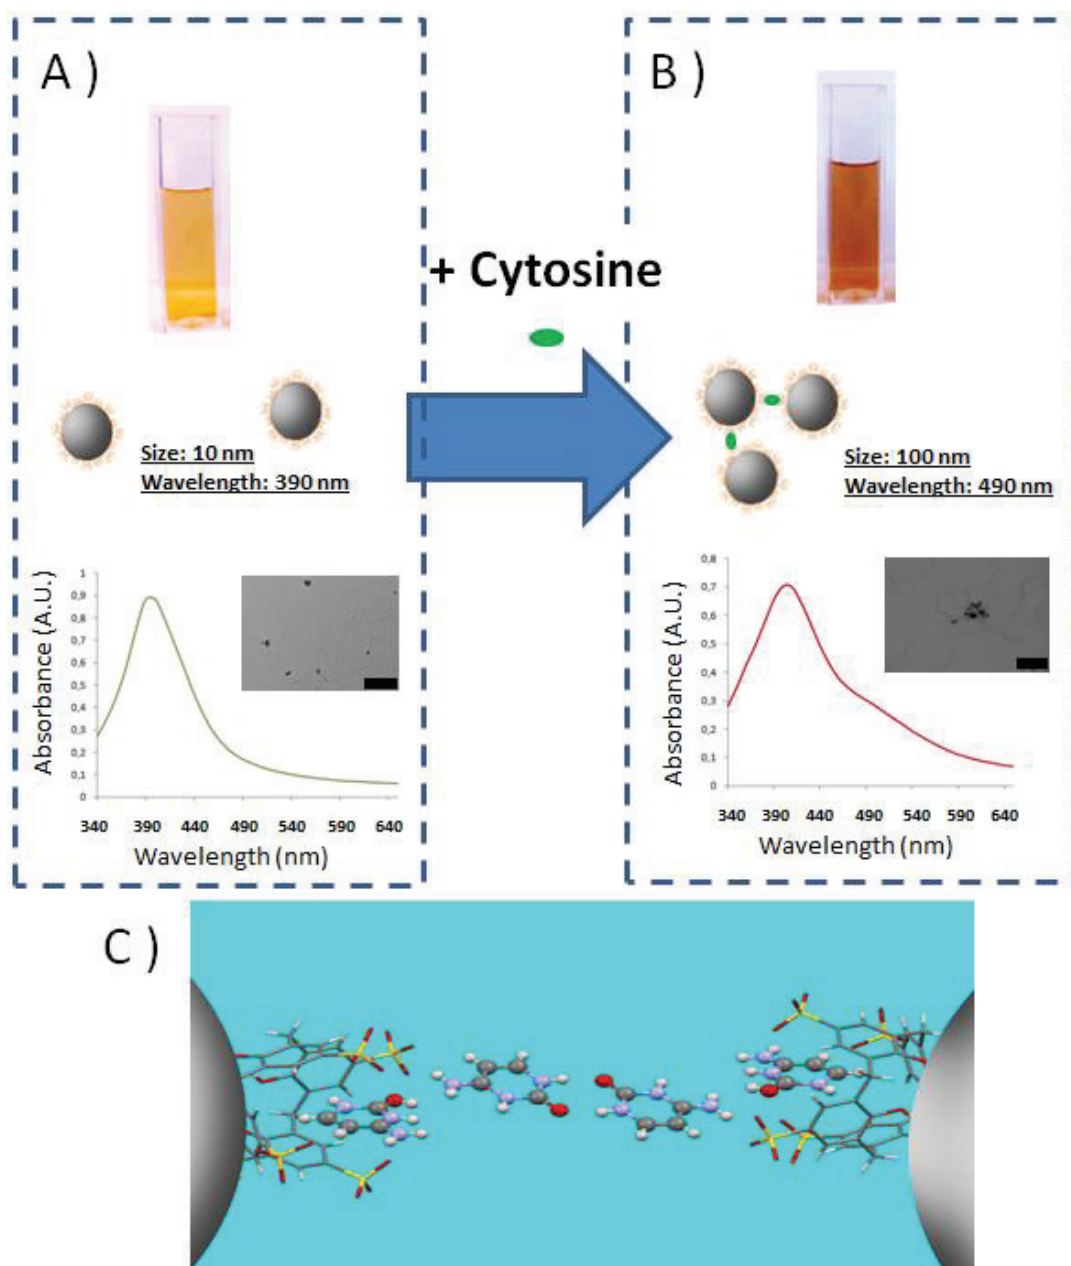 A )
B )
+ Cytosine
Size: 10 nm
Wavelength: 390 nm
Size: 100 nm
Wavelength: 490 nm
Absorbance (A.U.)
1
0,9
0,8
0,7
0,6
0,5
0,4
0,3
0,2
0,1
0
340 390 440 490 540 590 640
Wavelength (nm)
Absorbance (A.U.)
0,8
0,7
0,6
0,5
0,4
0,3
0,2
0,1
0
340 390 440 490 540 590 640
Wavelength (nm)
C )